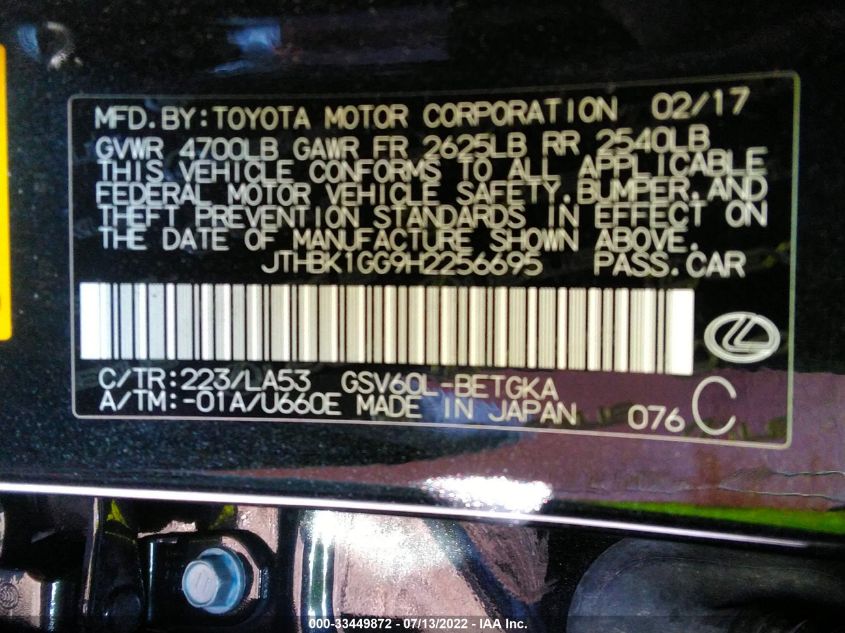 MFD.BY:TOYOTA MOTOR CORPORATION 02/17
GVWR 4700LB GAWR FR 2625LB RR 2540LB
THIS VEHICLE CONFORMS TO ALL APPLICABLE
FEDERAL MOTOR VEHICLE SAFETY,BUMPER,AND
THEFT PREVENTION STANDARDS IN EFFECT ON
THE DATE OF MANUFACTURE SHOWN ABOVE.
JTHBK1GG9H2256695 PASS.CAR
C/TR:223/LA53 GSV60L-BETGKA
A/TM:-01A/U660E MADE IN JAPAN 076 C
000-33449872 - 07/13/2022 - IAA Inc.